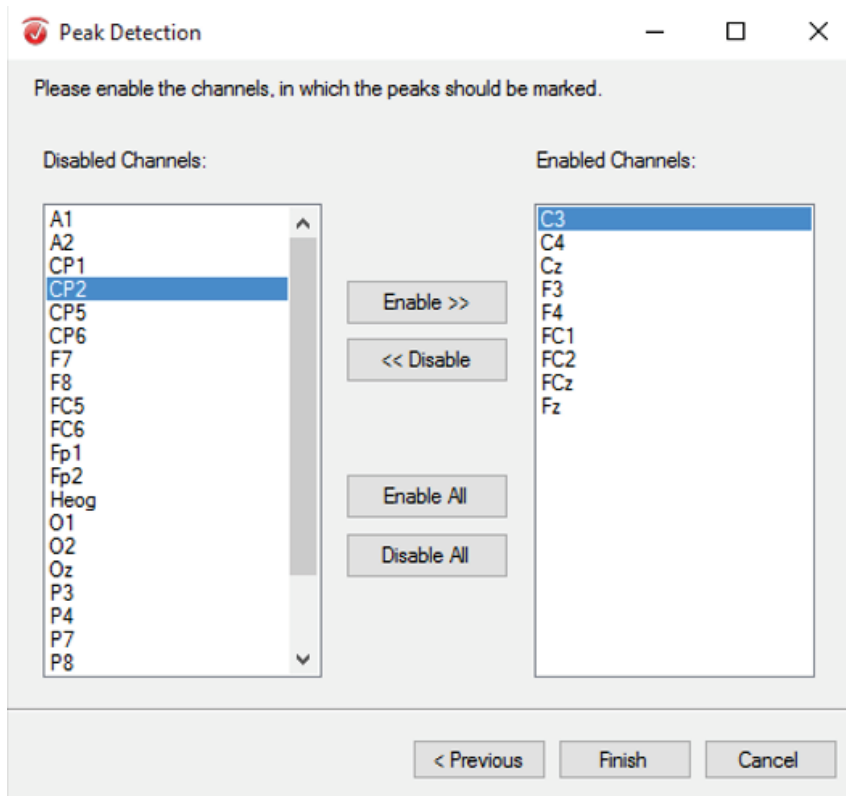 Peak Detection
Please enable the channels, in which the peaks should be marked.
Disabled Channels:
A1
A2
CP1
CP2
CP5
CP6
F7
F8
FC5
FC6
Fp1
Fp2
Heog
O1
O2
Oz
P3
P4
P7
P8
Enable >>
<< Disable
Enable All
Disable All
Enabled Channels:
C3
C4
Cz
F3
F4
FC1
FC2
FCz
Fz
< Previous
Finish
Cancel